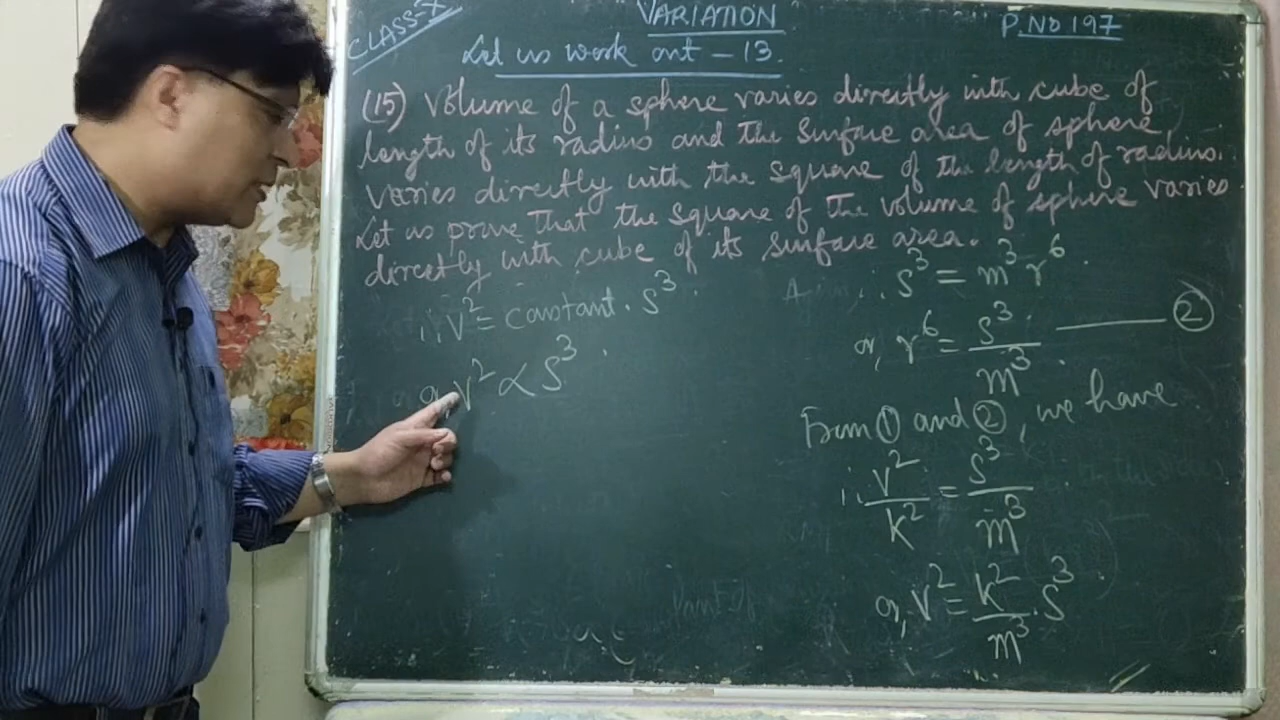 CLASS-X
VARIATION
P.NO 197
Let us work out - 13.
(15) Volume of a sphere varies directly with cube of
length of its radius and the surface area of sphere
varies directly with the square of the length of radius.
Let us prove that the square of the volume of sphere varies
directly with cube of its surface area.
∴ V² = constant . S³.
or, V² ∝ S³.
∴ S³ = m³ r⁶.
or, r⁶ = S³/m³. ——— ②
From ① and ②, we have
∴ V²/k² = S³/m³.
or, V² = k²/m³ . S³